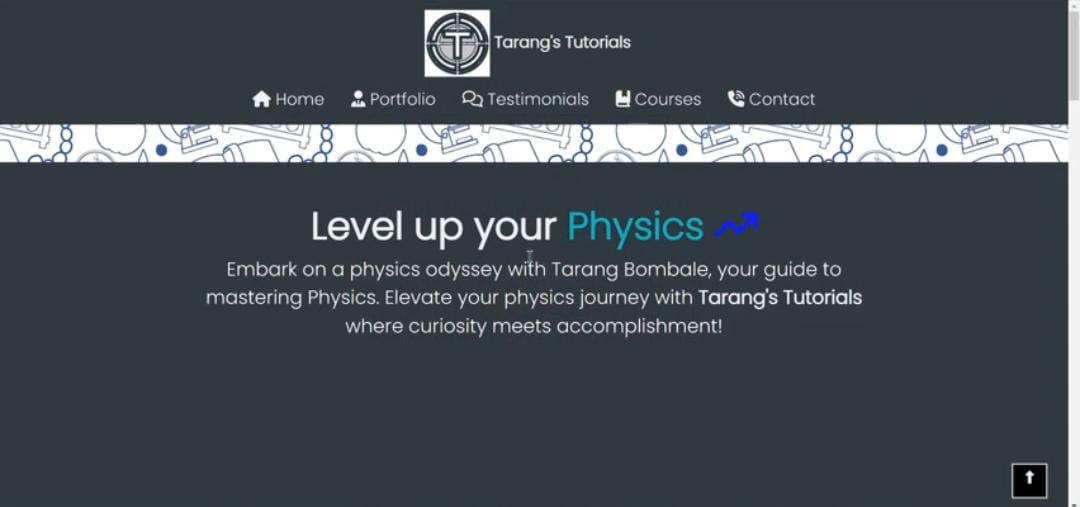 T
Tarang's Tutorials
Home Portfolio Testimonials Courses Contact
Level up your Physics
Embark on a physics odyssey with Tarang Bombale, your guide to
mastering Physics. Elevate your physics journey with Tarang's Tutorials
where curiosity meets accomplishment!